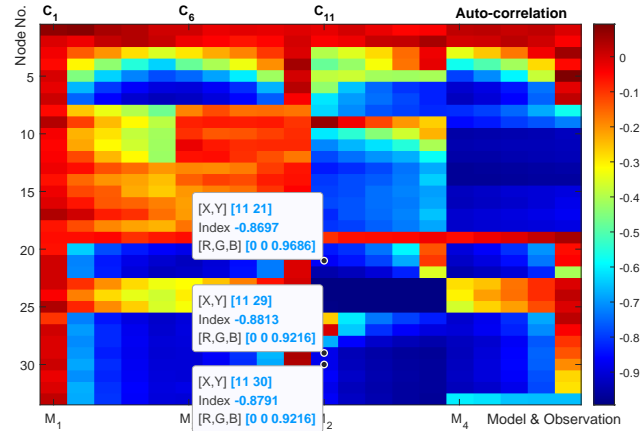 C1 C6 C11 Auto-correlation
Node No.
5
10
15
20
25
30
[X,Y] [11 21]
Index -0.8697
[R,G,B] [0 0 0.9686]
[X,Y] [11 29]
Index -0.8813
[R,G,B] [0 0 0.9216]
[X,Y] [11 30]
Index -0.8791
[R,G,B] [0 0 0.9216]
0
-0.1
-0.2
-0.3
-0.4
-0.5
-0.6
-0.7
-0.8
-0.9
M1 M 2 M4 Model & Observation